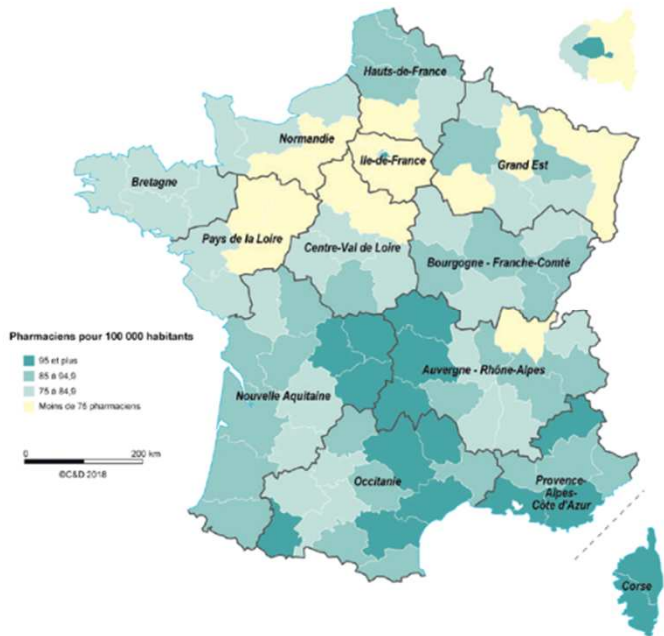 Hauts-de-France
Normandie
Ile-de-France
Grand Est
Bretagne
Pays de la Loire
Centre-Val de Loire
Bourgogne - Franche-Comté
Pharmaciens pour 100 000 habitants
95 et plus
85 à 94,9
75 à 84,9
Moins de 75 pharmaciens
Auvergne - Rhône-Alpes
Nouvelle Aquitaine
0
200 km
©C&D 2018
Occitanie
Provence-
Alpes-
Côte d'Azur
Corse